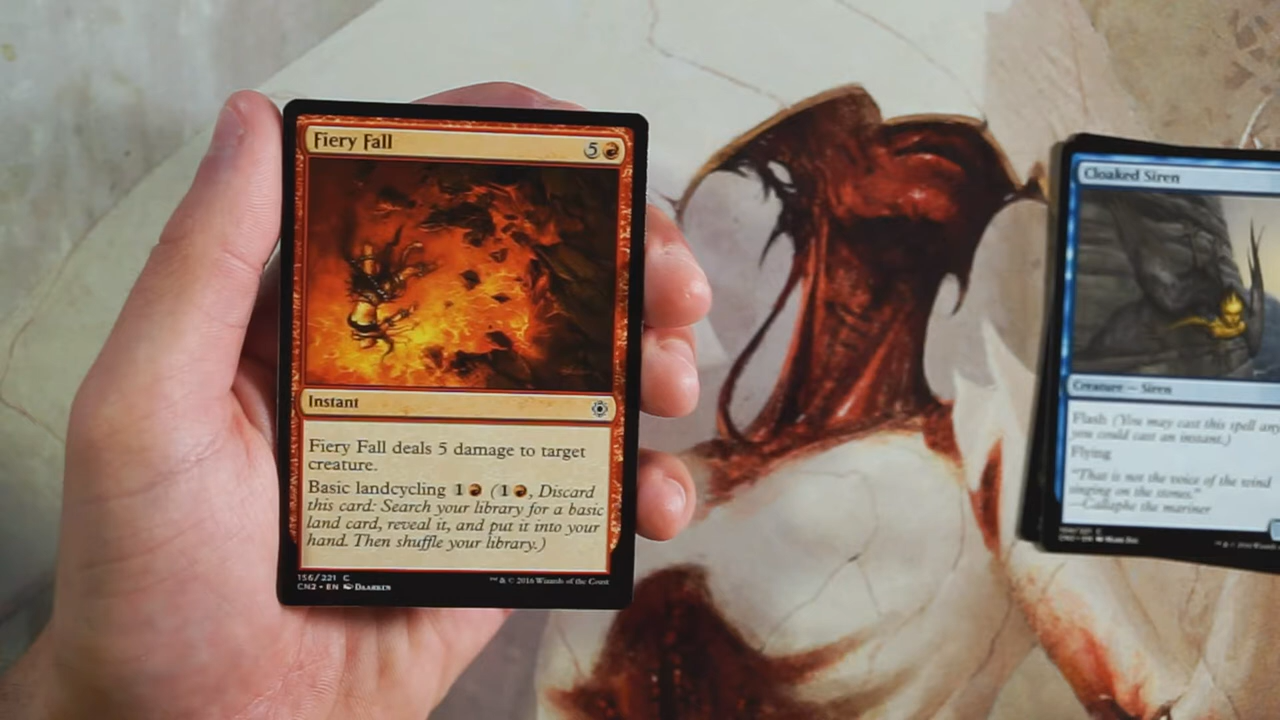 Fiery Fall
5
Instant
Fiery Fall deals 5 damage to target
creature.
Basic landcycling 1 (1, Discard
this card: Search your library for a basic
land card, reveal it, and put it into your
hand. Then shuffle your library.)
156/221 C
CN2 • EN DAARKEN
™ & © 2016 Wizards of the Coast
Cloaked Siren
Creature — Siren
Flash (You may cast this spell any
you could cast an instant.)
Flying
"That is not the voice of the wind
singing on the stones."
—Callaphe the mariner